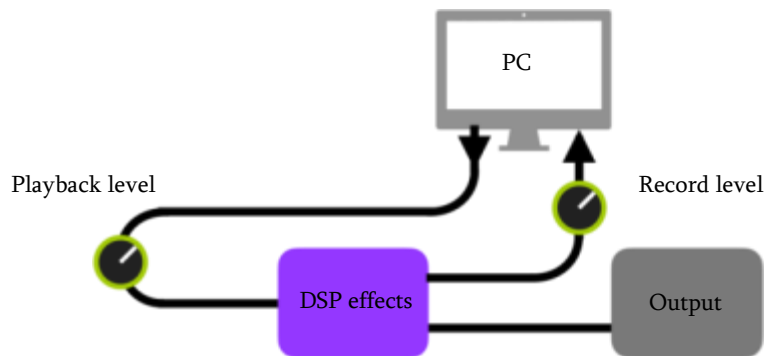 PC
Playback level
Record level
DSP effects
Output